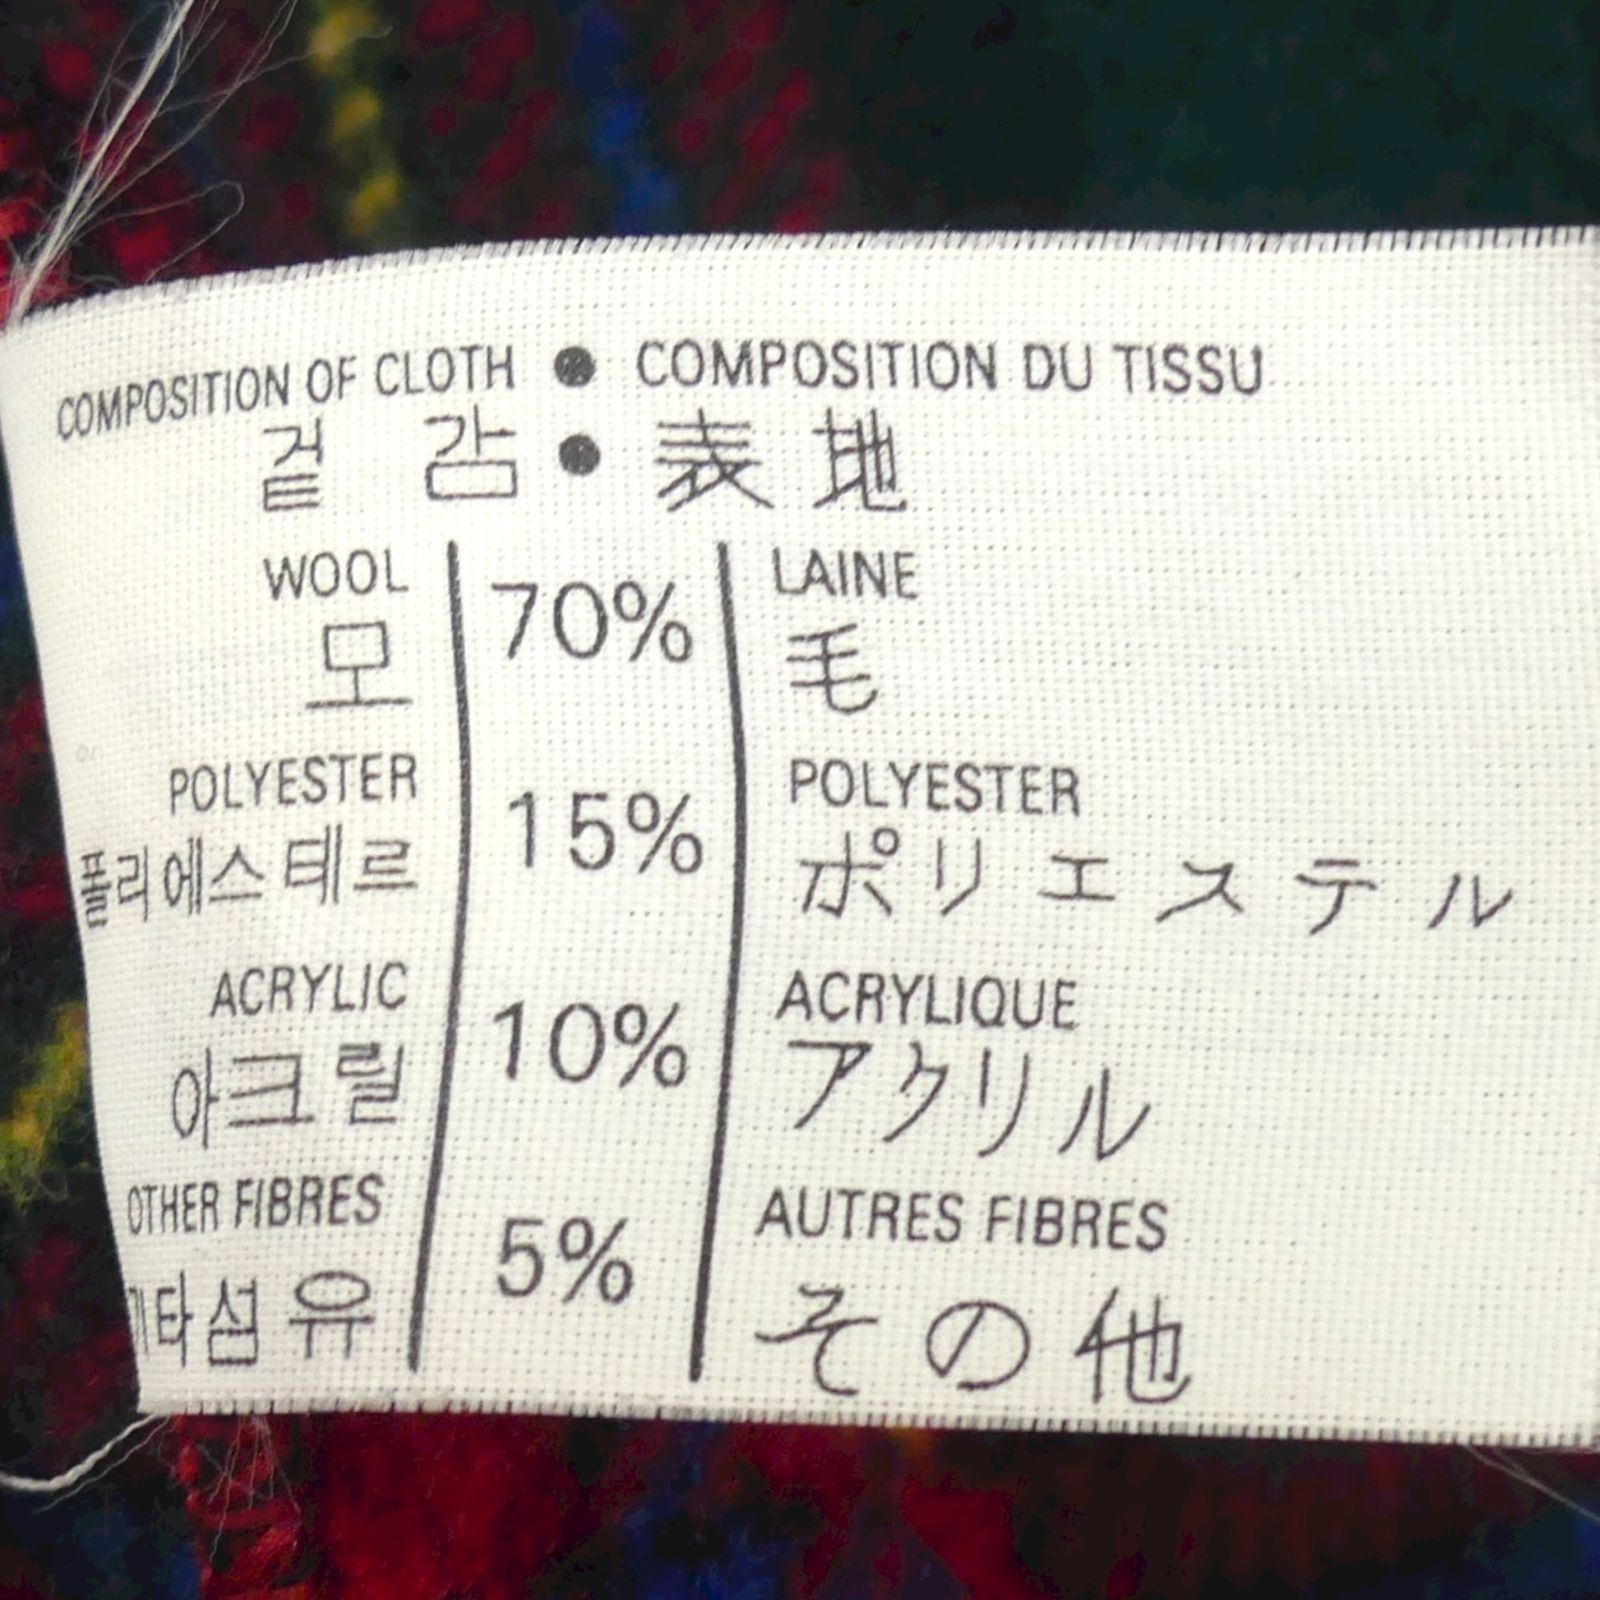 COMPOSITION OF CLOTH ● COMPOSITION DU TISSU
겉 감 ● 表 地
WOOL 70% LAINE
모 毛
POLYESTER 15% POLYESTER
폴리에스테르 ポリエステル
ACRYLIC 10% ACRYLIQUE
아크릴 アクリル
OTHER FIBRES 5% AUTRES FIBRES
기타섬유 その他